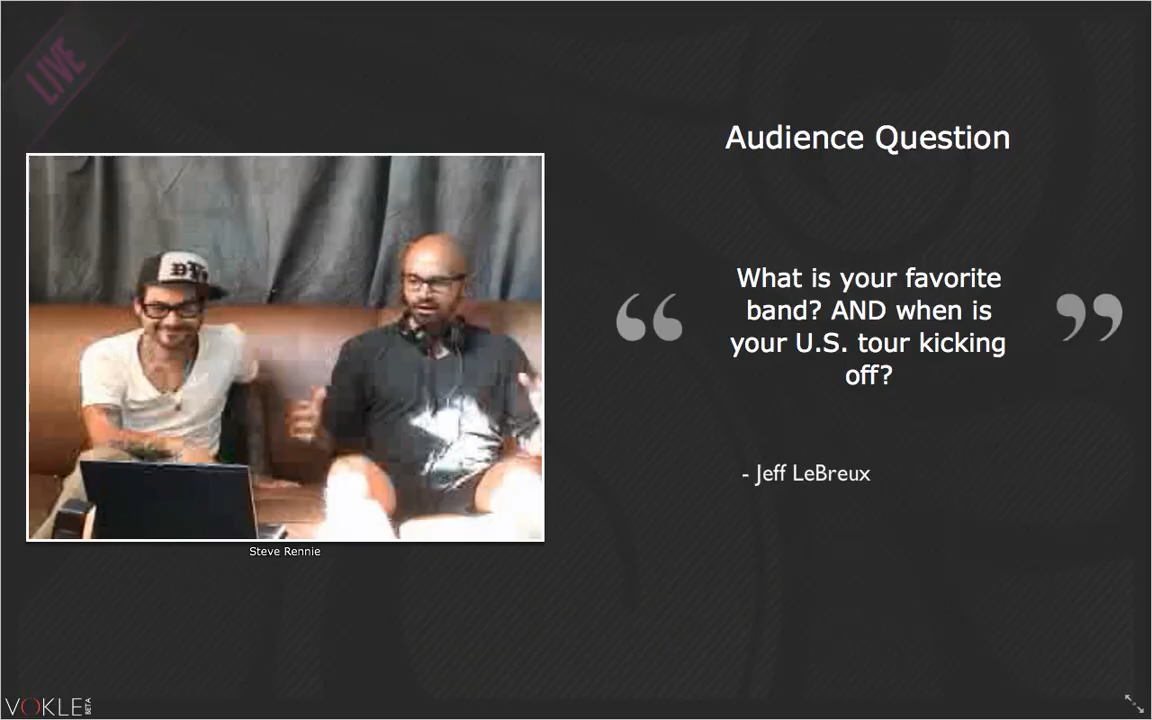 LIVE
Audience Question
“ What is your favorite
band? AND when is
your U.S. tour kicking
off? ”
- Jeff LeBreux
Steve Rennie
VOKLE BETA